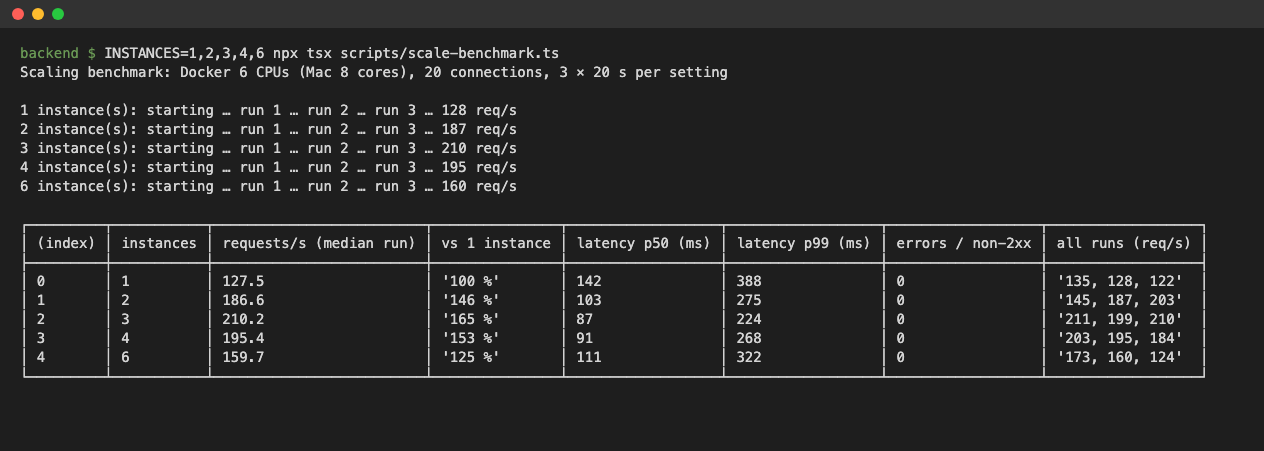 backend $ INSTANCES=1,2,3,4,6 npx tsx scripts/scale-benchmark.ts
Scaling benchmark: Docker 6 CPUs (Mac 8 cores), 20 connections, 3 × 20 s per setting
1 instance(s): starting … run 1 … run 2 … run 3 … 128 req/s
2 instance(s): starting … run 1 … run 2 … run 3 … 187 req/s
3 instance(s): starting … run 1 … run 2 … run 3 … 210 req/s
4 instance(s): starting … run 1 … run 2 … run 3 … 195 req/s
6 instance(s): starting … run 1 … run 2 … run 3 … 160 req/s
(index) instances requests/s (median run) vs 1 instance latency p50 (ms) latency p99 (ms) errors / non-2xx all runs (req/s)
0 1 127.5 '100 %' 142 388 0 '135, 128, 122'
1 2 186.6 '146 %' 103 275 0 '145, 187, 203'
2 3 210.2 '165 %' 87 224 0 '211, 199, 210'
3 4 195.4 '153 %' 91 268 0 '203, 195, 184'
4 6 159.7 '125 %' 111 322 0 '173, 160, 124'